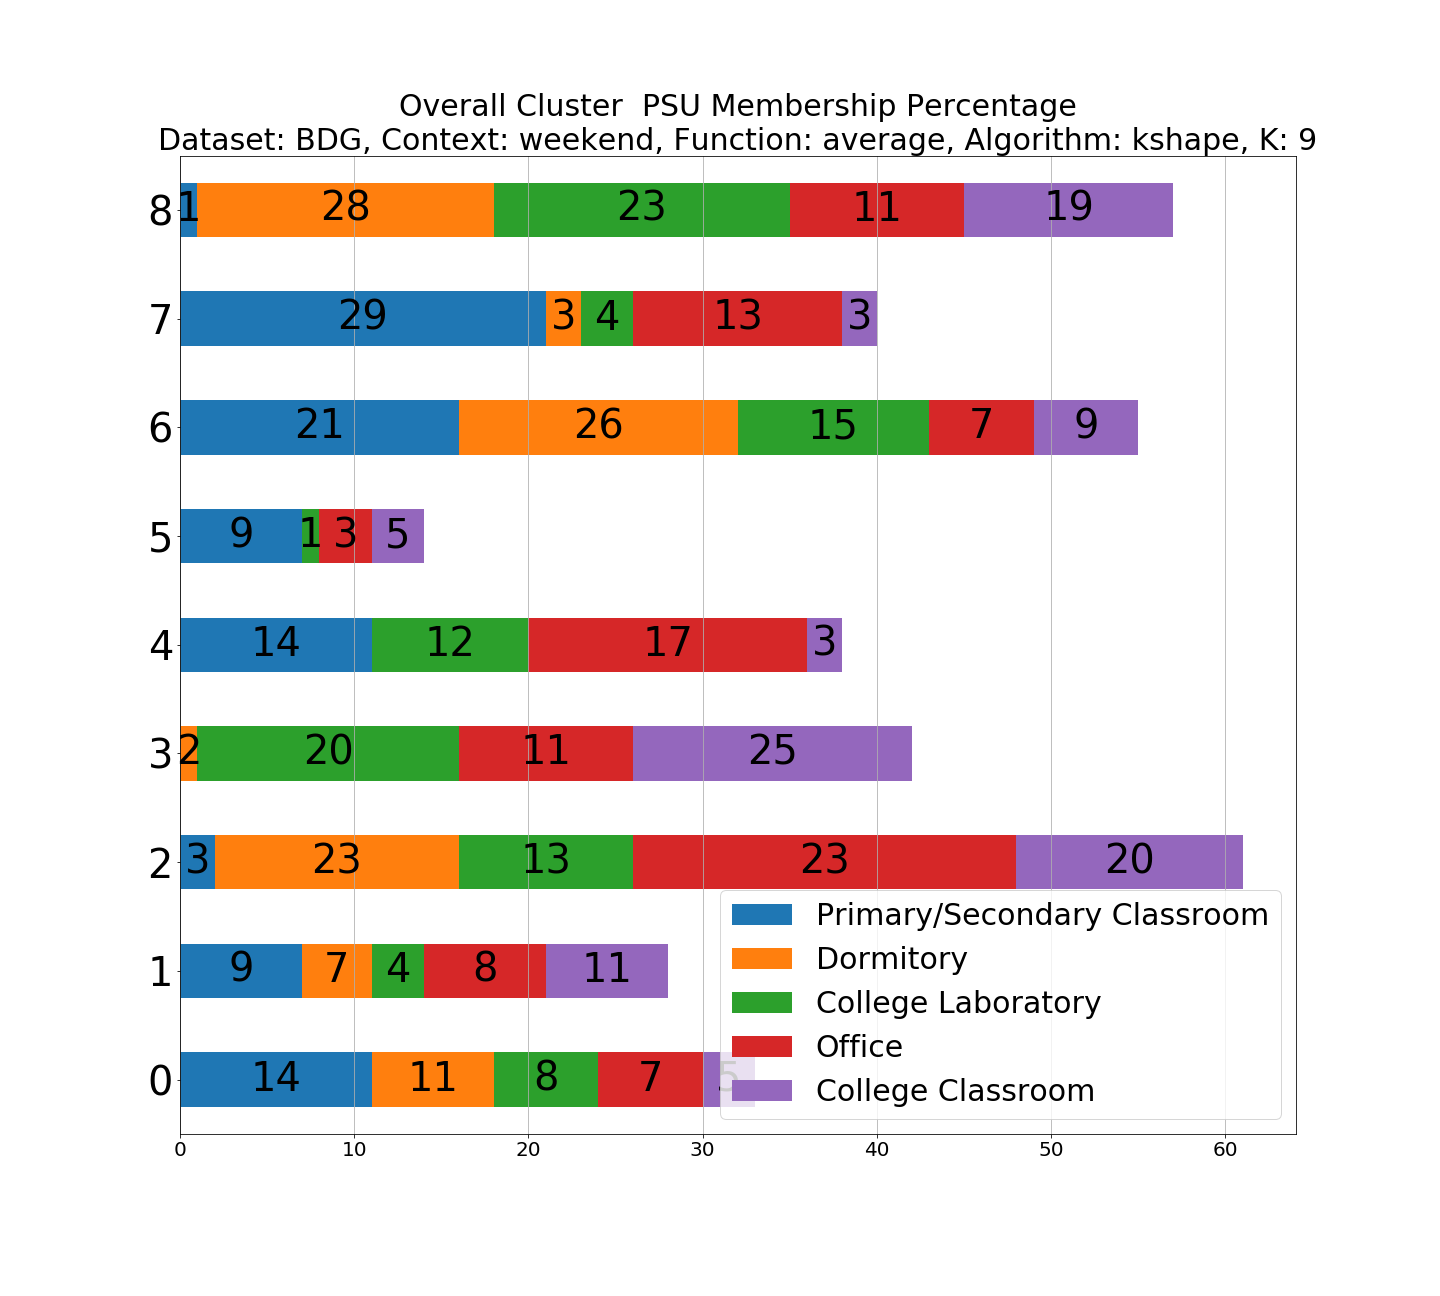 Overall Cluster  PSU Membership Percentage
Dataset: BDG, Context: weekend, Function: average, Algorithm: kshape, K: 9
8 1 28 23 11 19
7 29 3 4 13 3
6 21 26 15 7 9
5 9 1 3 5
4 14 12 17 3
3 2 20 11 25
2 3 23 13 23 20
1 9 7 4 8 11
0 14 11 8 7 5
Primary/Secondary Classroom
Dormitory
College Laboratory
Office
College Classroom
0 10 20 30 40 50 60